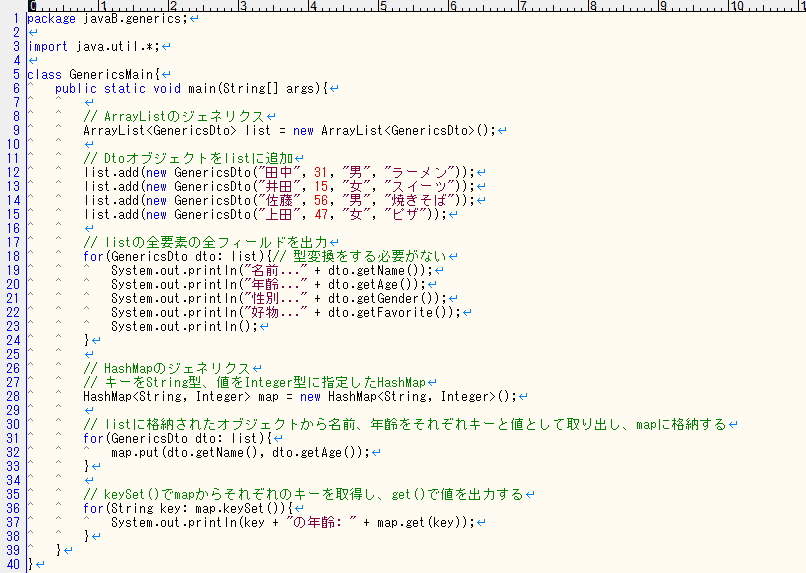 0 1 2 3 4 5 6 7 8 9 10 11
1 package javaB.generics;↵
2 ↵
3 import java.util.*;↵
4 ↵
5 class GenericsMain{↵
6 ^ public static void main(String[] args){↵
7 ^ ^ ↵
8 ^ ^ // ArrayListのジェネリクス↵
9 ^ ^ ArrayList<GenericsDto> list = new ArrayList<GenericsDto>();↵
10 ^ ^ ↵
11 ^ ^ // Dtoオブジェクトをlistに追加↵
12 ^ ^ list.add(new GenericsDto("田中", 31, "男", "ラーメン"));↵
13 ^ ^ list.add(new GenericsDto("井田", 15, "女", "スイーツ"));↵
14 ^ ^ list.add(new GenericsDto("佐藤", 56, "男", "焼きそば"));↵
15 ^ ^ list.add(new GenericsDto("上田", 47, "女", "ピザ"));↵
16 ^ ^ ↵
17 ^ ^ // listの全要素の全フィールドを出力↵
18 ^ ^ for(GenericsDto dto: list){// 型変換をする必要がない↵
19 ^ ^ ^ System.out.println("名前..." + dto.getName());↵
20 ^ ^ ^ System.out.println("年齢..." + dto.getAge());↵
21 ^ ^ ^ System.out.println("性別..." + dto.getGender());↵
22 ^ ^ ^ System.out.println("好物..." + dto.getFavorite());↵
23 ^ ^ ^ System.out.println();↵
24 ^ ^ }↵
25 ^ ^ ↵
26 ^ ^ // HashMapのジェネリクス↵
27 ^ ^ // キーをString型、値をInteger型に指定したHashMap↵
28 ^ ^ HashMap<String, Integer> map = new HashMap<String, Integer>();↵
29 ^ ^ ↵
30 ^ ^ // listに格納されたオブジェクトから名前、年齢をそれぞれキーと値として取り出し、mapに格納する↵
31 ^ ^ for(GenericsDto dto: list){↵
32 ^ ^ ^ map.put(dto.getName(), dto.getAge());↵
33 ^ ^ }↵
34 ^ ^ ↵
35 ^ ^ // keySet()でmapからそれぞれのキーを取得し、get()で値を出力する↵
36 ^ ^ for(String key: map.keySet()){↵
37 ^ ^ ^ System.out.println(key + "の年齢: " + map.get(key));↵
38 ^ ^ }↵
39 ^ }↵
40 }↵